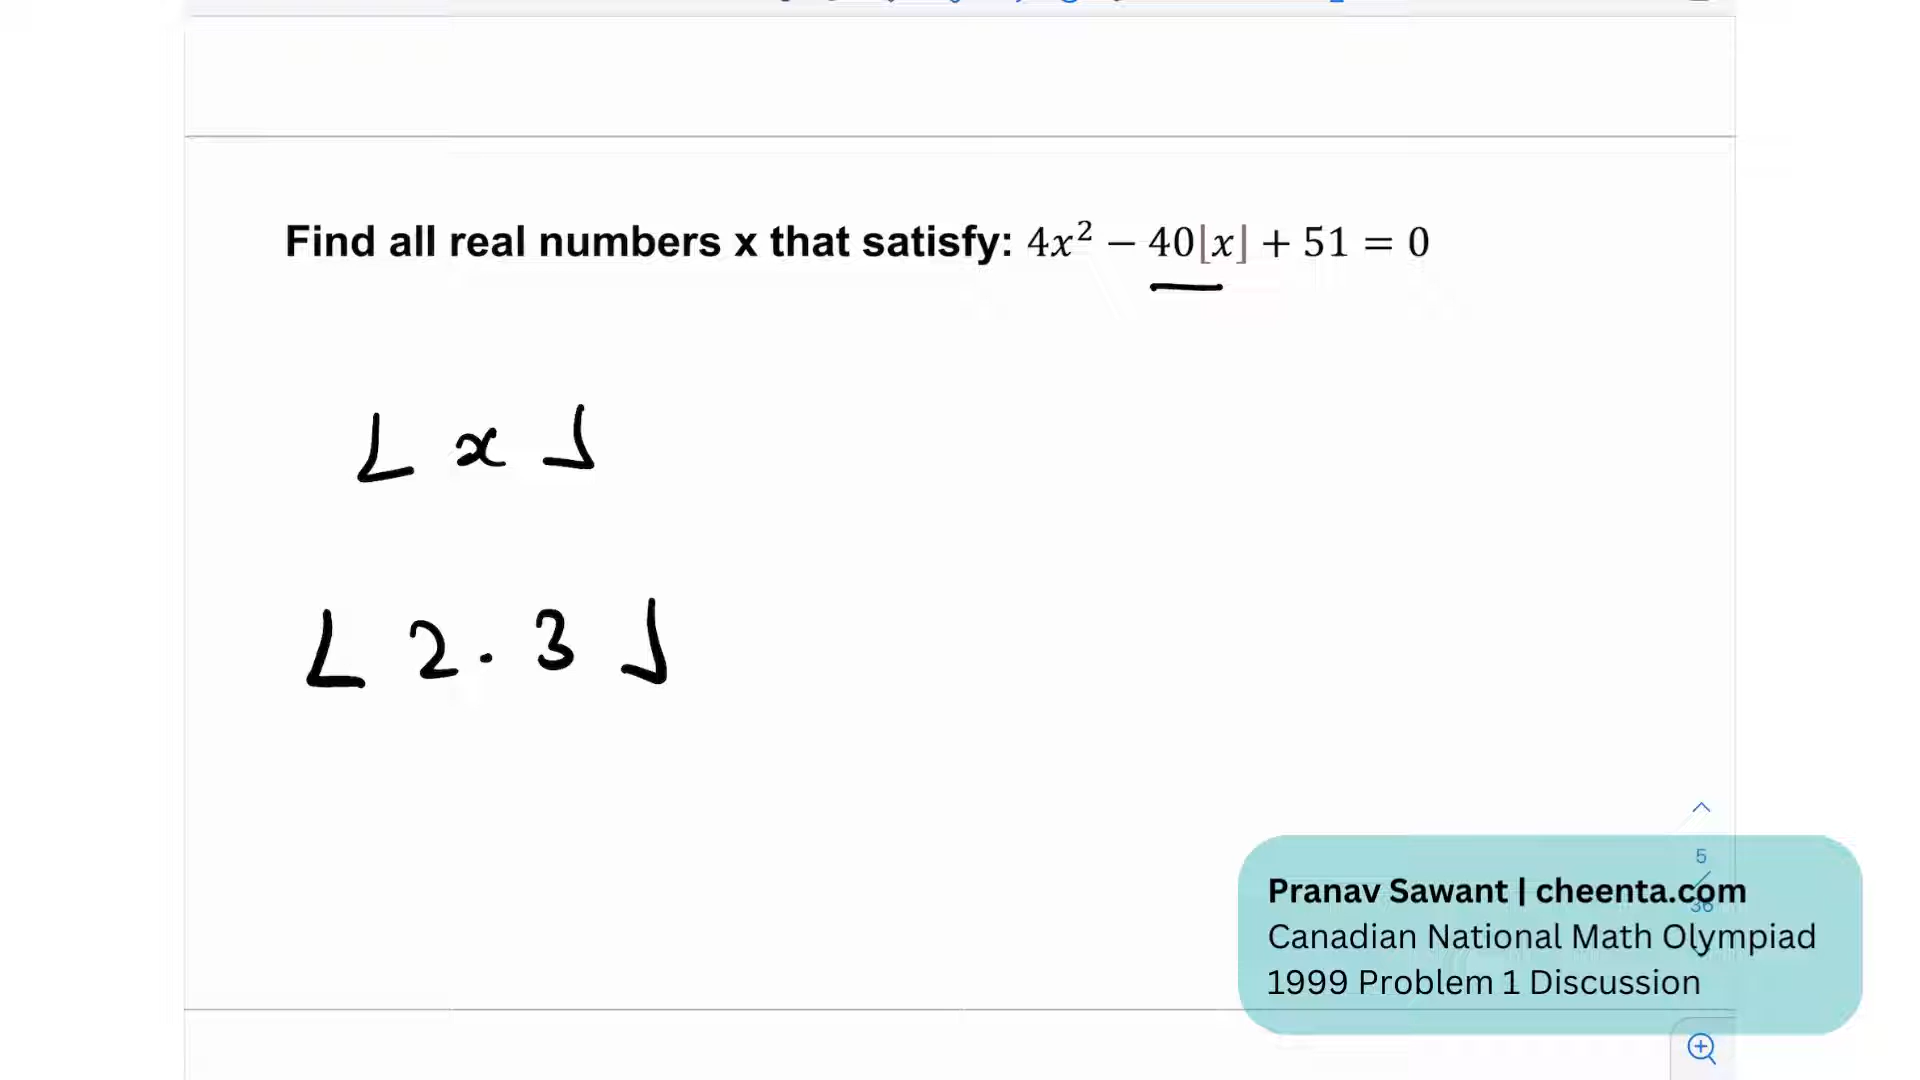 Find all real numbers x that satisfy: 4x² − 40⌊x⌋ + 51 = 0
⌊ x ⌋
⌊ 2.3 ⌋
5
36
Pranav Sawant | cheenta.com
Canadian National Math Olympiad
1999 Problem 1 Discussion